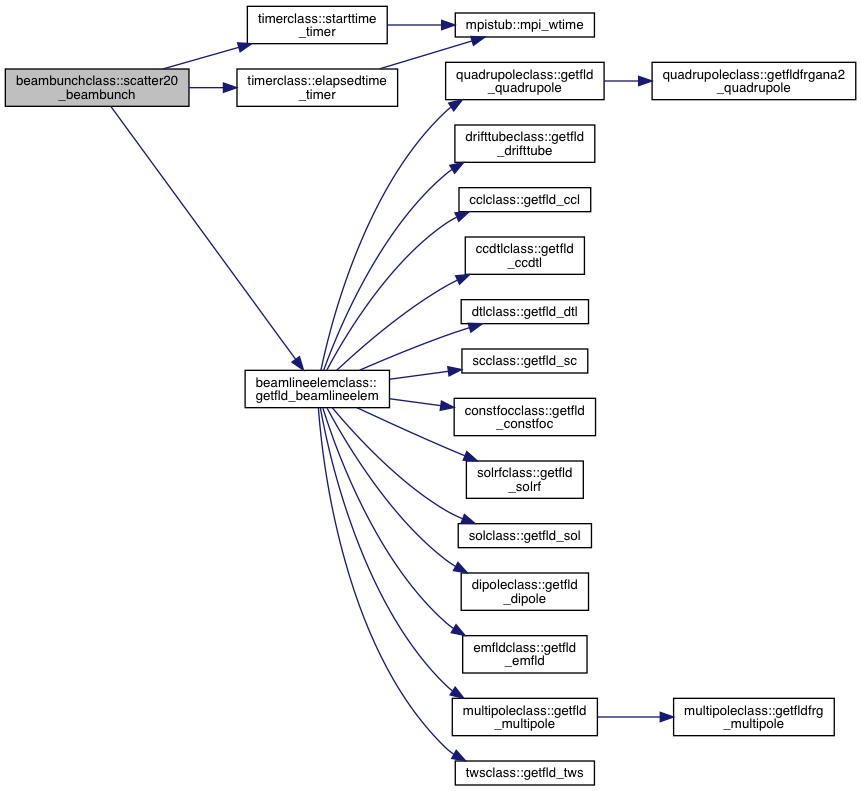 beambunchclass::scatter20
_beambunch
timerclass::starttime
_timer
timerclass::elapsedtime
_timer
mpistub::mpi_wtime
beamlineelemclass::
getfld_beamlineelem
quadrupoleclass::getfld
_quadrupole
quadrupoleclass::getfldfrgana2
_quadrupole
drifttubeclass::getfld
_drifttube
cclclass::getfld_ccl
ccdtlclass::getfld
_ccdtl
dtlclass::getfld_dtl
scclass::getfld_sc
constfocclass::getfld
_constfoc
solrfclass::getfld
_solrf
solclass::getfld_sol
dipoleclass::getfld
_dipole
emfldclass::getfld
_emfld
multipoleclass::getfld
_multipole
multipoleclass::getfldfrg
_multipole
twsclass::getfld_tws